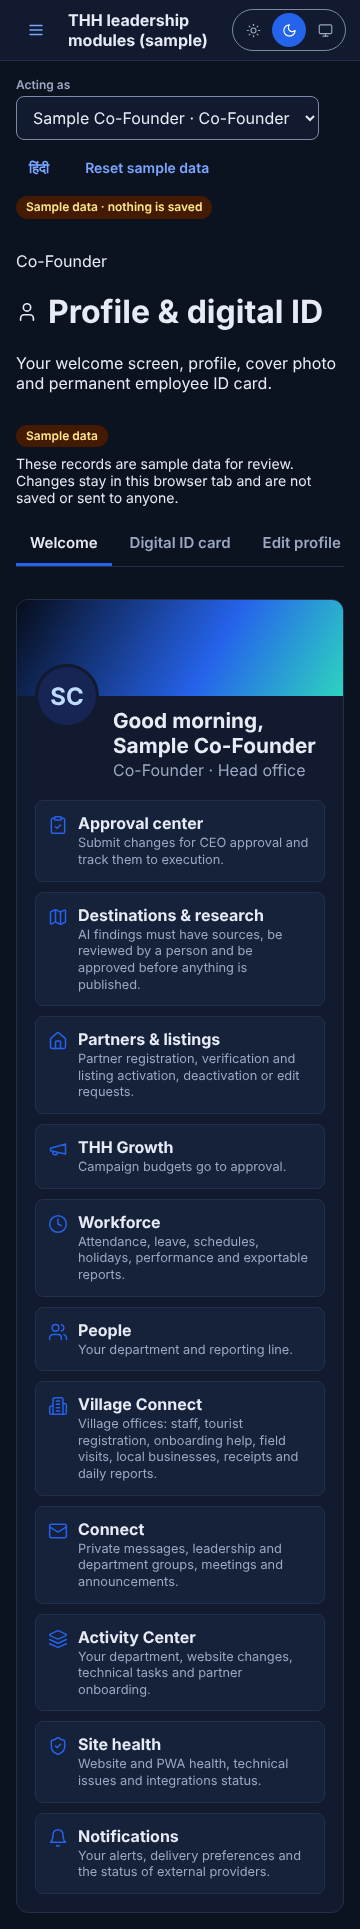 THH leadership
modules (sample)
Acting as
Sample Co-Founder · Co-Founder
हिंदी
Reset sample data
Sample data · nothing is saved
Co-Founder
Profile & digital ID
Your welcome screen, profile, cover photo
and permanent employee ID card.
Sample data
These records are sample data for review.
Changes stay in this browser tab and are not
saved or sent to anyone.
Welcome
Digital ID card
Edit profile
SC
Good morning,
Sample Co-Founder
Co-Founder · Head office
Approval center
Submit changes for CEO approval and
track them to execution.
Destinations & research
AI findings must have sources, be
reviewed by a person and be
approved before anything is
published.
Partners & listings
Partner registration, verification and
listing activation, deactivation or edit
requests.
THH Growth
Campaign budgets go to approval.
Workforce
Attendance, leave, schedules,
holidays, performance and exportable
reports.
People
Your department and reporting line.
Village Connect
Village offices: staff, tourist
registration, onboarding help, field
visits, local businesses, receipts and
daily reports.
Connect
Private messages, leadership and
department groups, meetings and
announcements.
Activity Center
Your department, website changes,
technical tasks and partner
onboarding.
Site health
Website and PWA health, technical
issues and integrations status.
Notifications
Your alerts, delivery preferences and
the status of external providers.